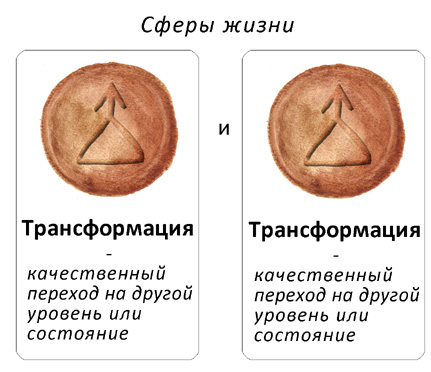 Сферы жизни
Трансформация
-
качественный
переход на другой
уровень или
состояние
и
Трансформация
-
качественный
переход на другой
уровень или
состояние